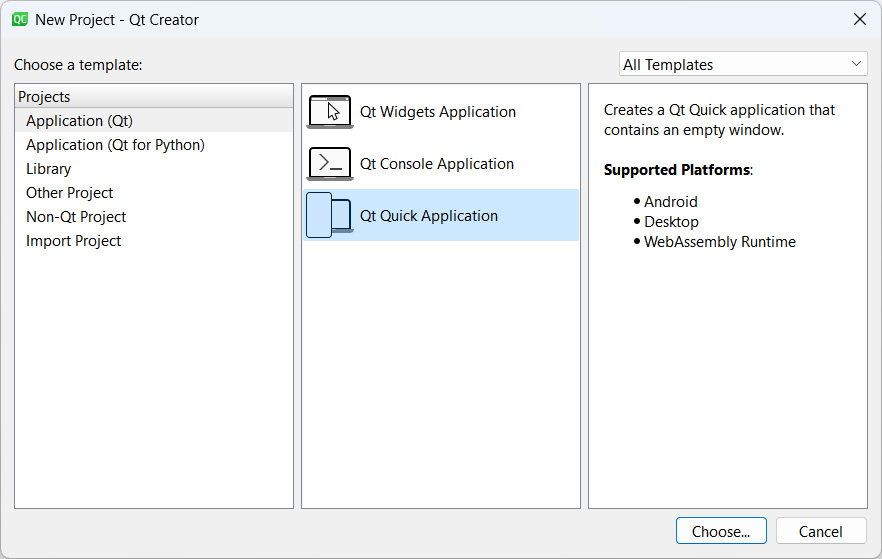 QC New Project - Qt Creator
Choose a template:
All Templates
Projects
Application (Qt)
Application (Qt for Python)
Library
Other Project
Non-Qt Project
Import Project
Qt Widgets Application
Qt Console Application
Qt Quick Application
Creates a Qt Quick application that
contains an empty window.
Supported Platforms:
• Android
• Desktop
• WebAssembly Runtime
Choose...
Cancel